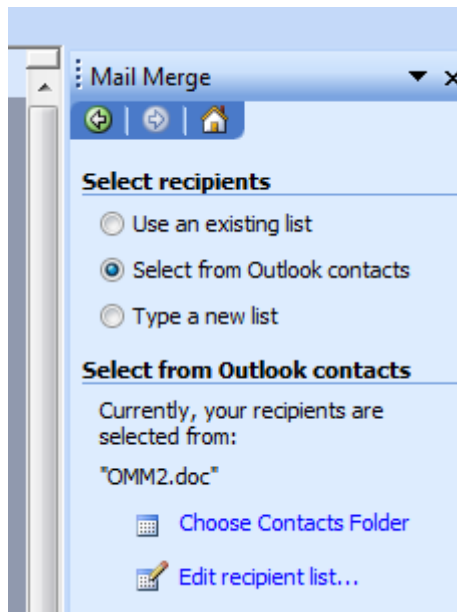 Mail Merge
Select recipients
Use an existing list
Select from Outlook contacts
Type a new list
Select from Outlook contacts
Currently, your recipients are
selected from:
"OMM2.doc"
Choose Contacts Folder
Edit recipient list...